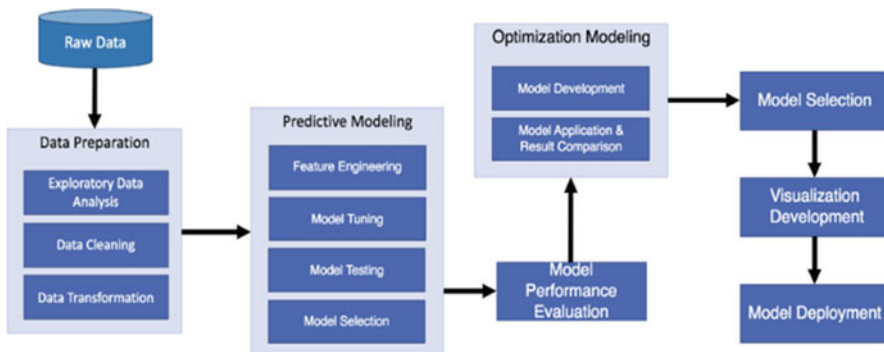 Raw Data
Data Preparation
Exploratory Data
Analysis
Data Cleaning
Data Transformation
Predictive Modeling
Feature Engineering
Model Tuning
Model Testing
Model Selection
Model
Performance
Evaluation
Optimization Modeling
Model Development
Model Application &
Result Comparison
Model Selection
Visualization
Development
Model Deployment